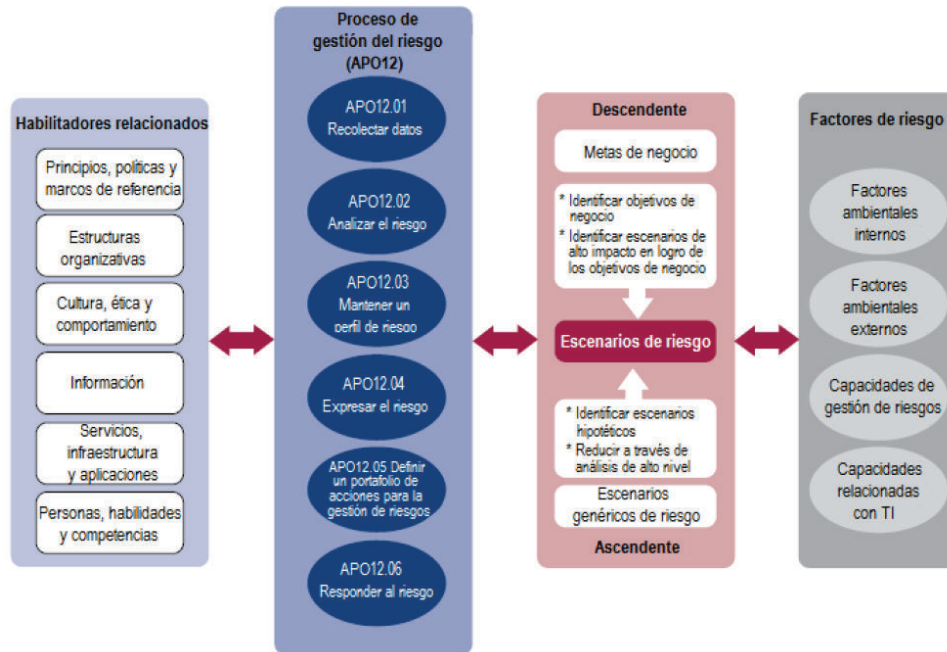 Habilitadores relacionados
Principios, políticas y
marcos de referencia
Estructuras
organizativas
Cultura, ética y
comportamiento
Información
Servicios,
infraestructura
y aplicaciones
Personas, habilidades
y competencias
Proceso de
gestión del riesgo
(APO12)
APO12.01
Recolectar datos
APO12.02
Analizar el riesgo
APO12.03
Mantener un
perfil de riesgo
APO12.04
Expresar el riesgo
APO12.05 Definir
un portafolio de
acciones para la
gestión de riesgos
APO12.06
Responder al riesgo
Descendente
Metas de negocio
* Identificar objetivos de
negocio
* Identificar escenarios de
alto impacto en logro de
los objetivos de negocio
Escenarios de riesgo
* Identificar escenarios
hipotéticos
* Reducir a través de
análisis de alto nivel
Escenarios
genéricos de riesgo
Ascendente
Factores de riesgo
Factores
ambientales
internos
Factores
ambientales
externos
Capacidades de
gestión de riesgos
Capacidades
relacionadas
con TI